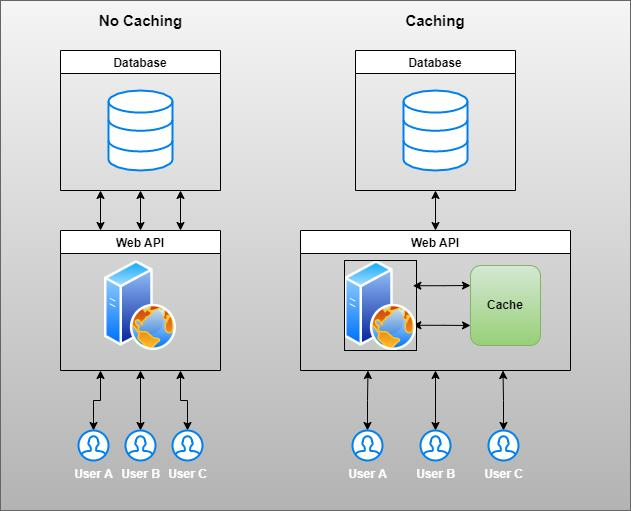 No Caching
Database
Web API
User A
User B
User C
Caching
Database
Web API
Cache
User A
User B
User C